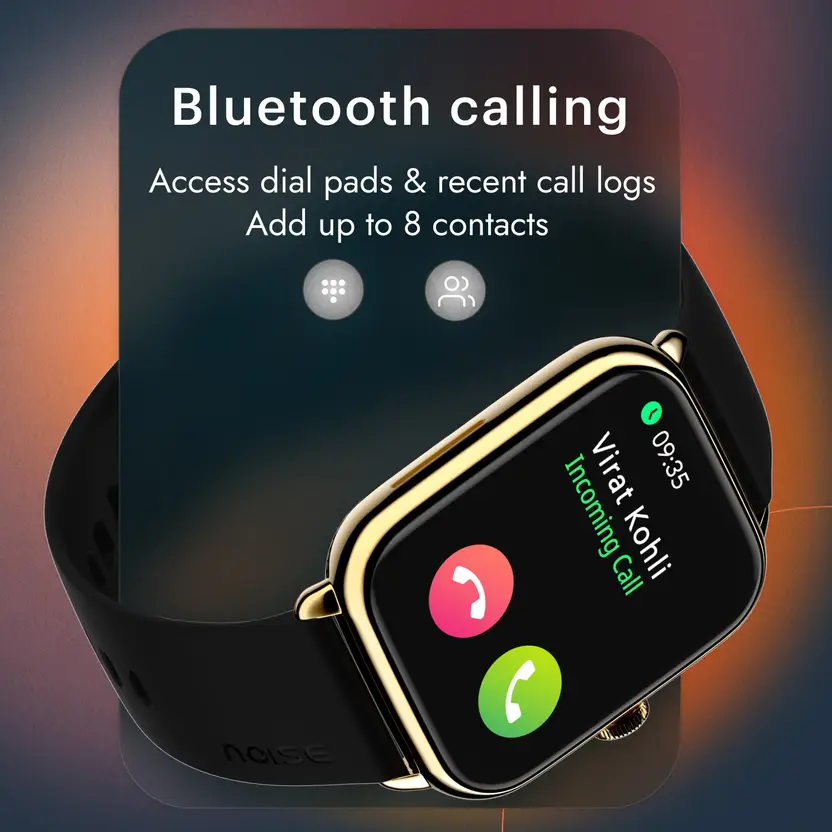 Bluetooth calling
Access dial pads & recent call logs
Add up to 8 contacts
09:35
Virat Kohli
Incoming Call
NOISE